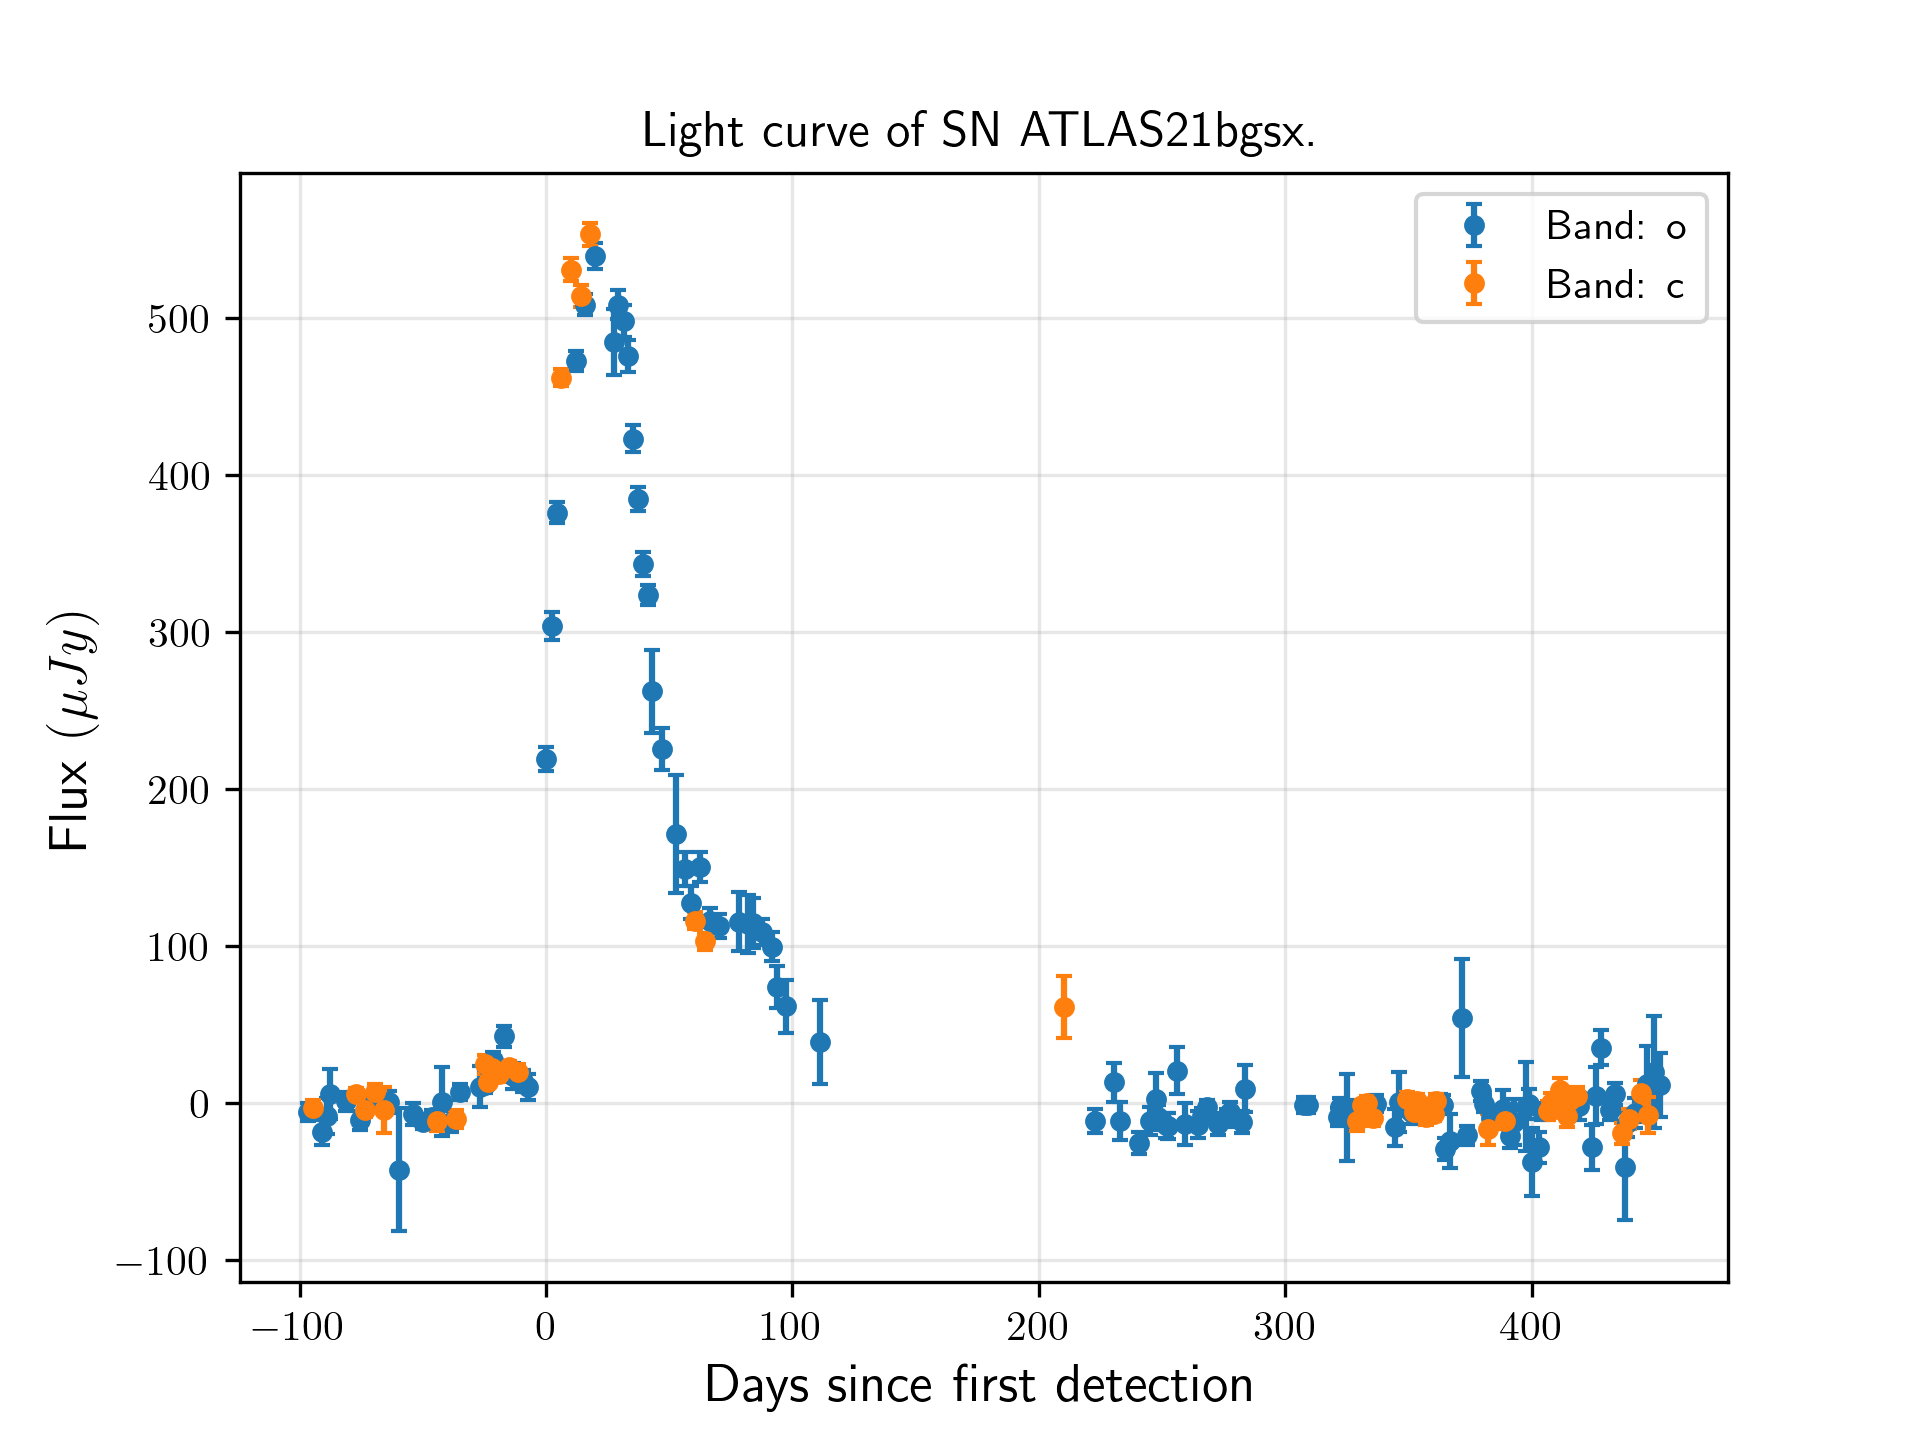 Light curve of SN ATLAS21bgsx.
Band: o
Band: c
Flux (μJy)
500
400
300
200
100
0
−100
−100 0 100 200 300 400
Days since first detection